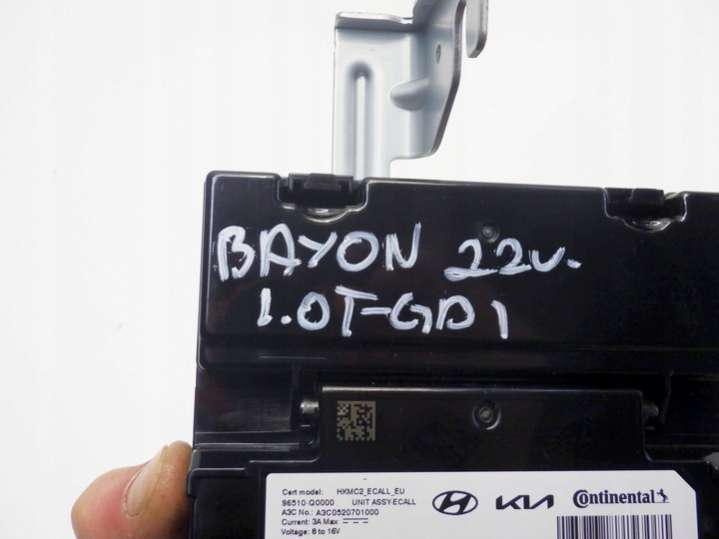 BAYON 22v.
1.0T-GDI
Cert model: HKMC2_ECALL_EU
96510-Q0000 UNIT ASSY-ECALL
A3C No.: A3C0520701000
Current: 3A Max
Voltage: 8 to 16V
KIA Continental